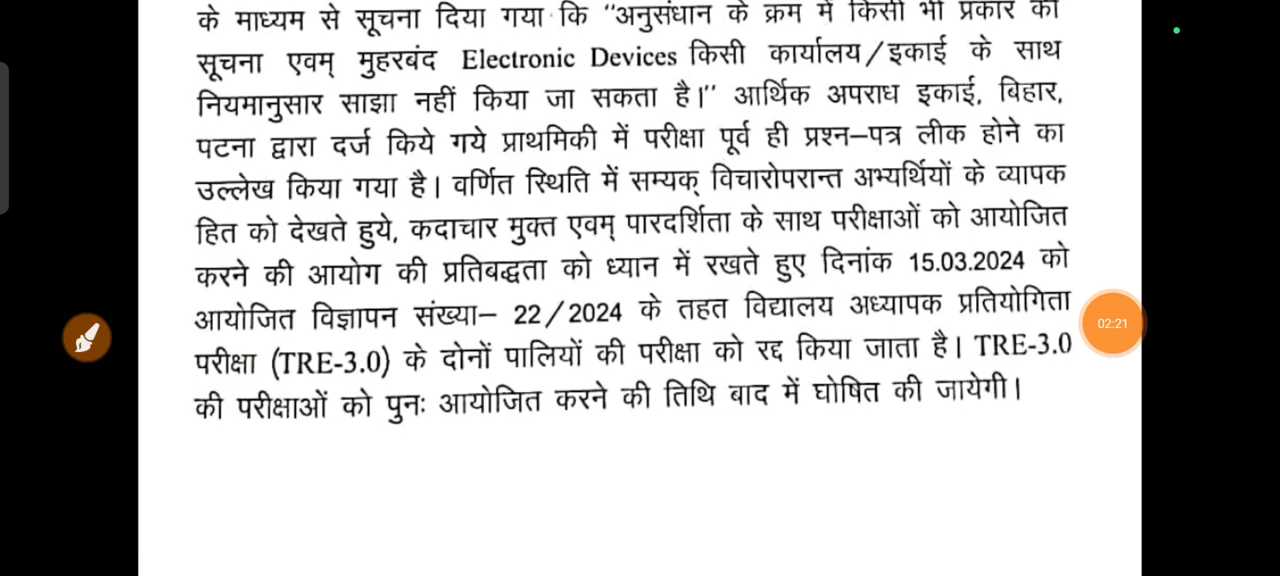 के माध्यम से सूचना दिया गया कि “अनुसंधान के क्रम में किसी भी प्रकार की
सूचना एवम् मुहरबंद Electronic Devices किसी कार्यालय/इकाई के साथ
नियमानुसार साझा नहीं किया जा सकता है।” आर्थिक अपराध इकाई, बिहार,
पटना द्वारा दर्ज किये गये प्राथमिकी में परीक्षा पूर्व ही प्रश्न–पत्र लीक होने का
उल्लेख किया गया है। वर्णित स्थिति में सम्यक् विचारोपरान्त अभ्यर्थियों के व्यापक
हित को देखते हुये, कदाचार मुक्त एवम् पारदर्शिता के साथ परीक्षाओं को आयोजित
करने की आयोग की प्रतिबद्धता को ध्यान में रखते हुए दिनांक 15.03.2024 को
आयोजित विज्ञापन संख्या– 22/2024 के तहत विद्यालय अध्यापक प्रतियोगिता
परीक्षा (TRE-3.0) के दोनों पालियों की परीक्षा को रद्द किया जाता है। TRE-3.0
की परीक्षाओं को पुनः आयोजित करने की तिथि बाद में घोषित की जायेगी।
02:21